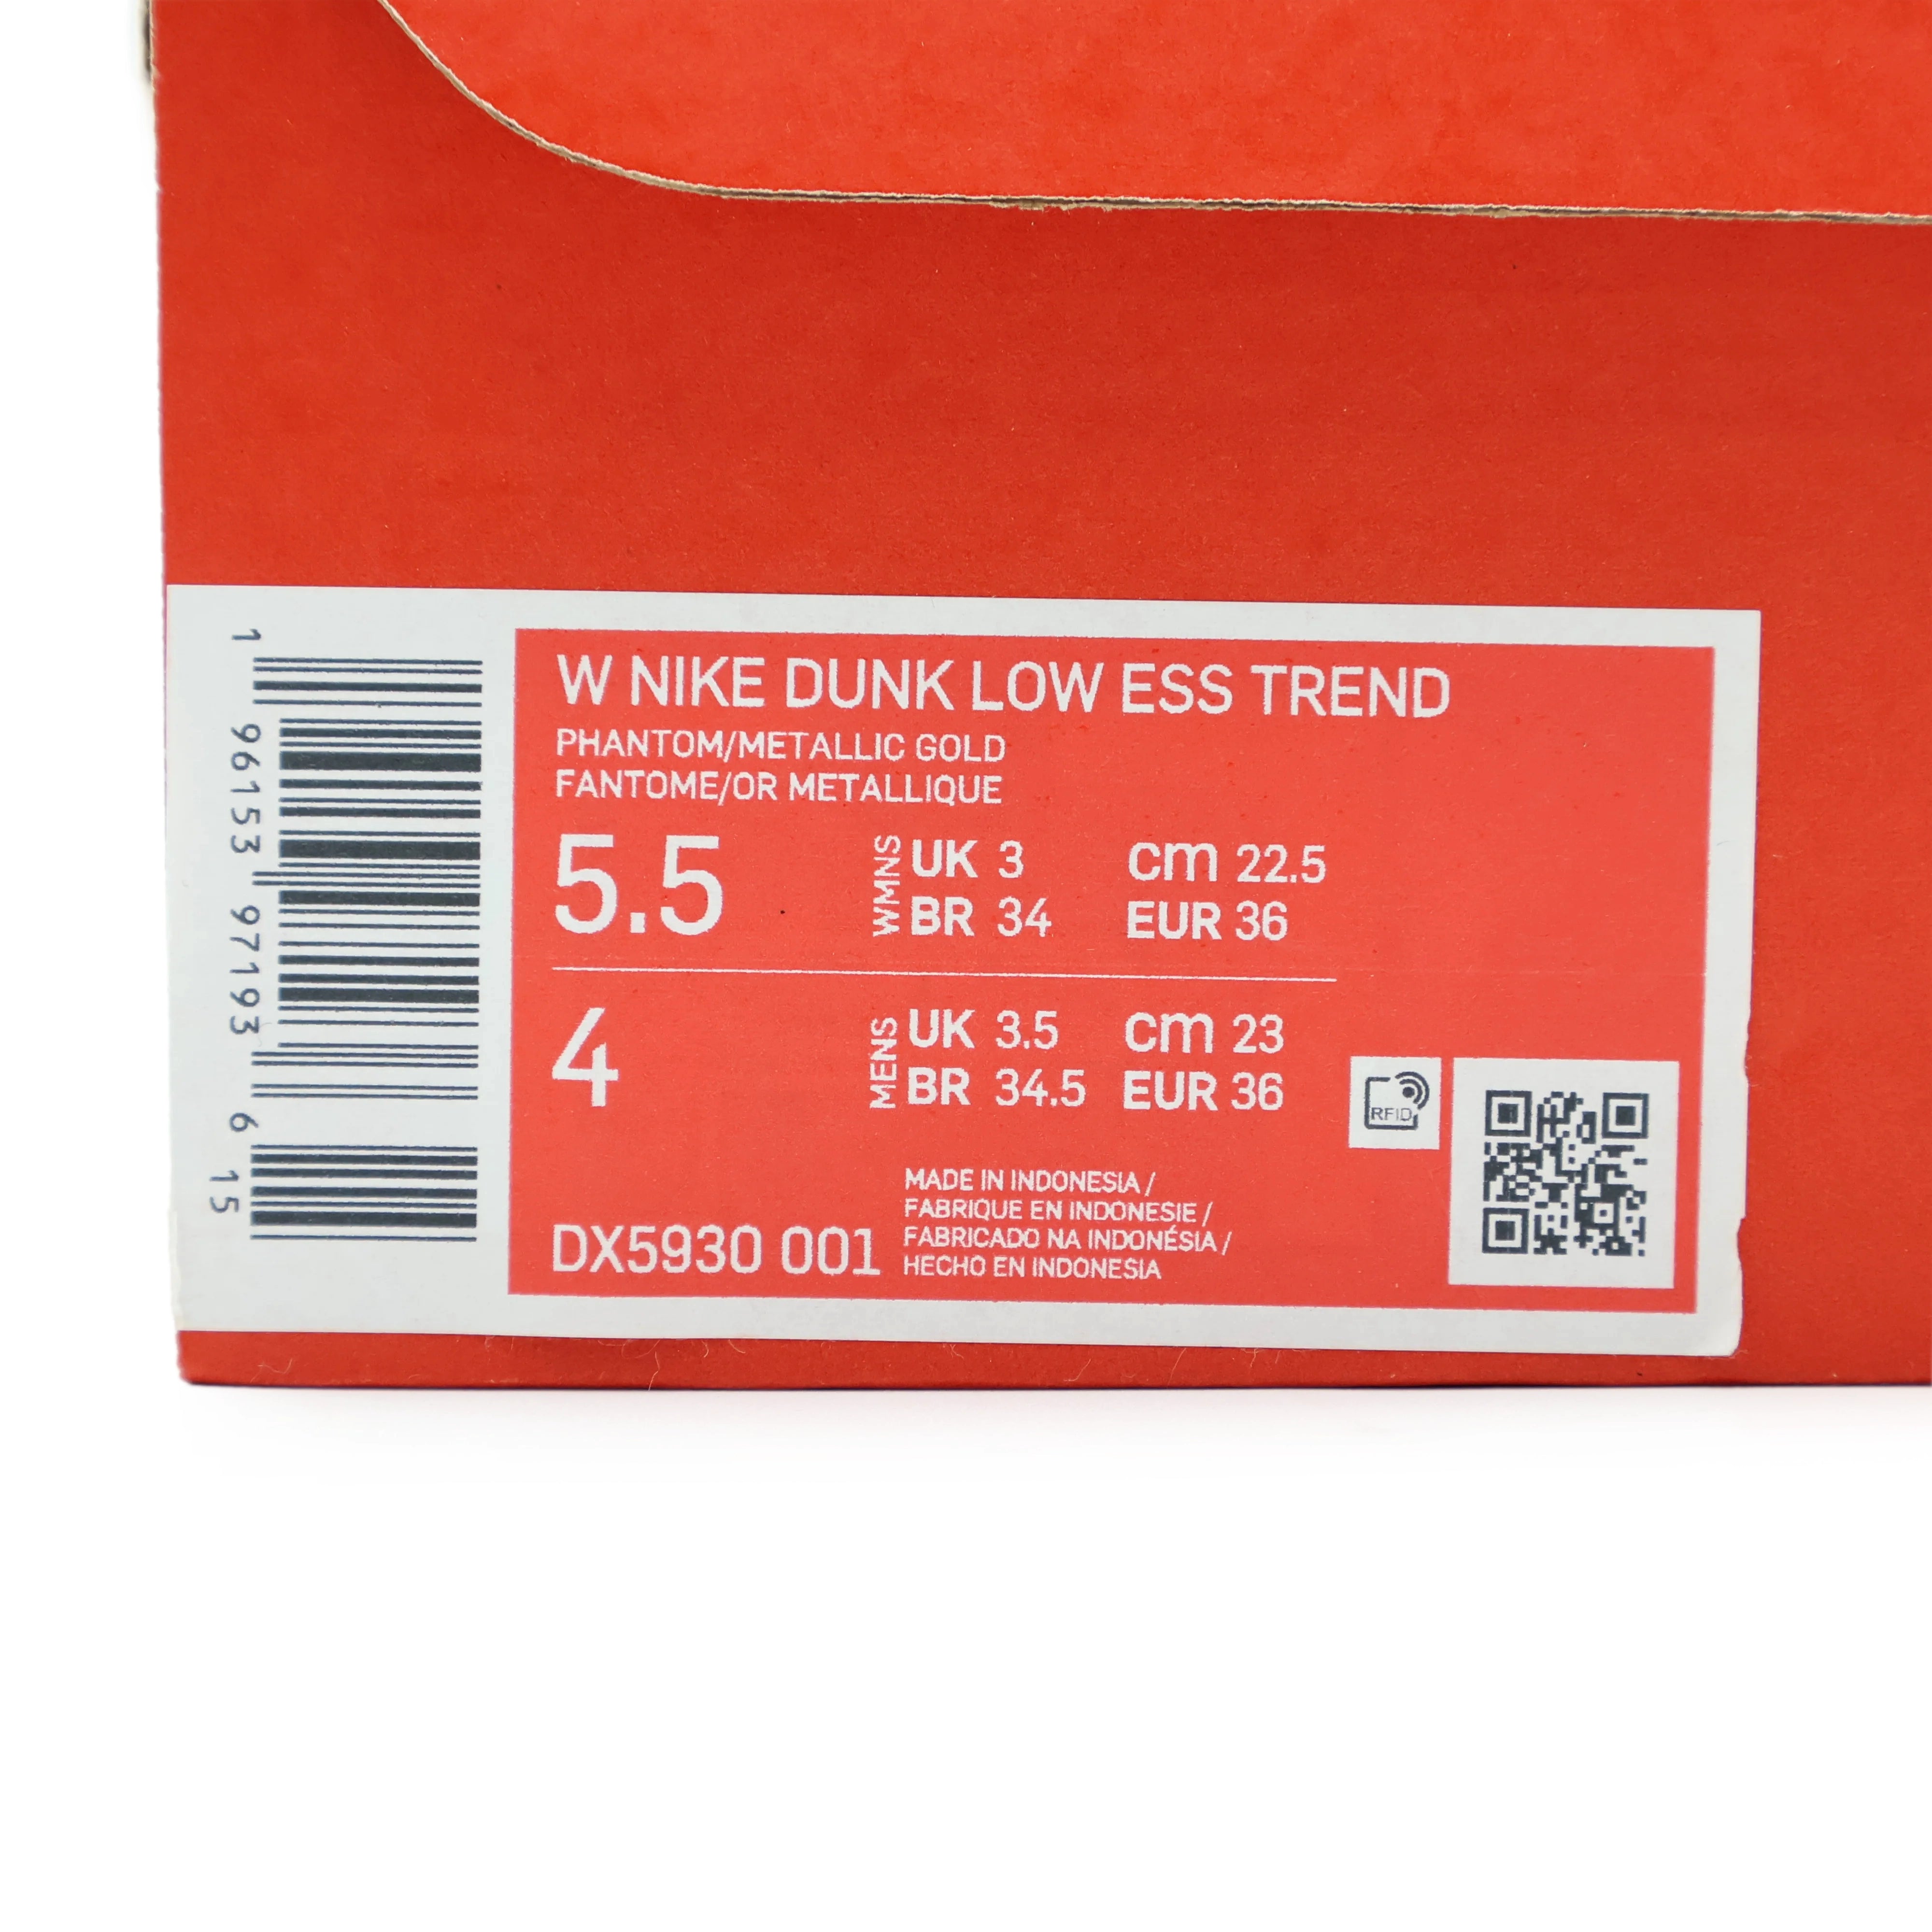 1 96153 97193 6
15
W NIKE DUNK LOW ESS TREND
PHANTOM/METALLIC GOLD
FANTOME/OR METALLIQUE
5.5
WMNS
UK 3 cm 22.5
BR 34 EUR 36
4
MENS
UK 3.5 cm 23
BR 34.5 EUR 36
RFID
DX5930 001
MADE IN INDONESIA /
FABRIQUE EN INDONESIE /
FABRICADO NA INDONÉSIA /
HECHO EN INDONESIA